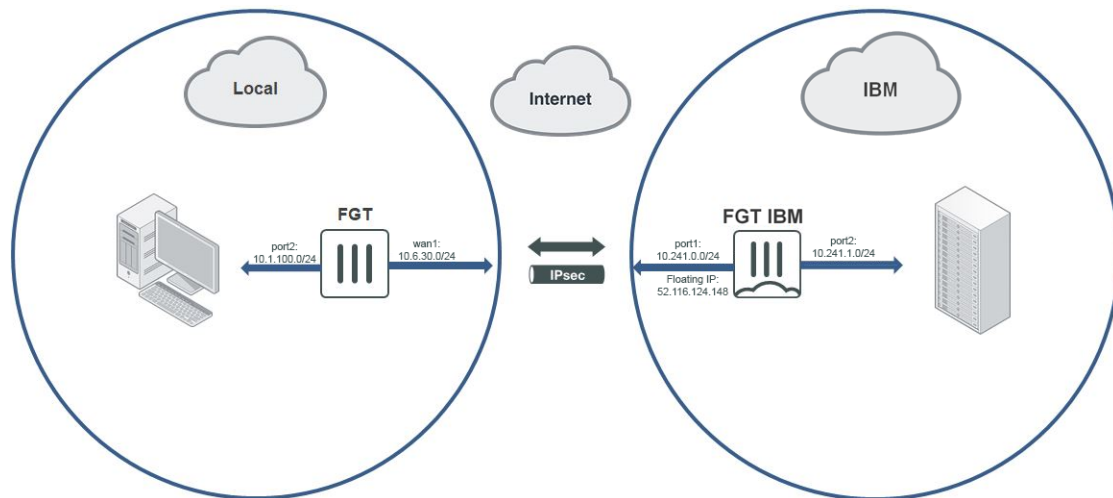 Local
Internet
IBM
FGT
port2:
10.1.100.0/24
wan1:
10.6.30.0/24
IPsec
FGT IBM
port1:
10.241.0.0/24
Floating IP:
52.116.124.148
port2:
10.241.1.0/24